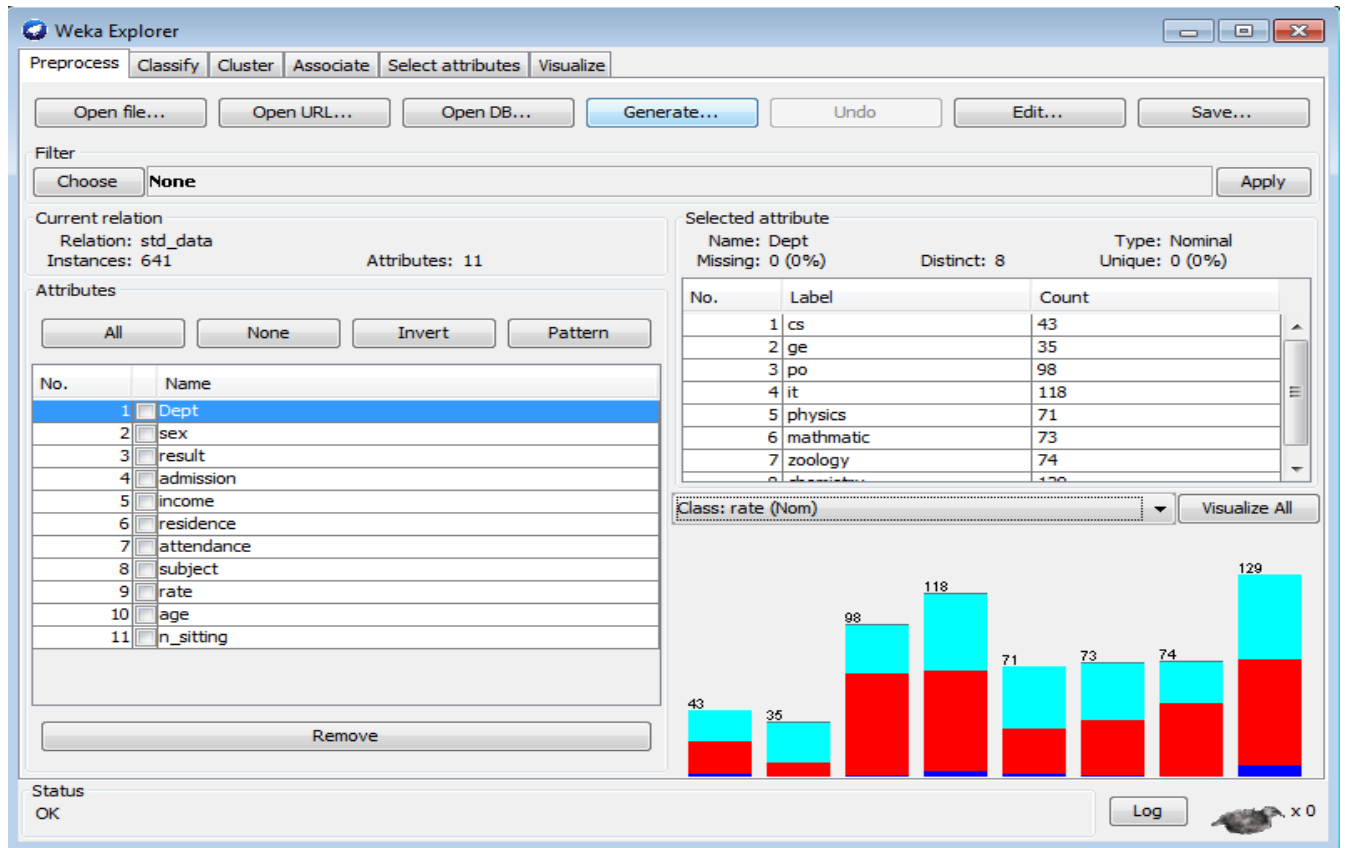 Weka Explorer
Preprocess Classify Cluster Associate Select attributes Visualize
Open file... Open URL... Open DB... Generate... Undo Edit... Save...
Filter
Choose None Apply
Current relation
Relation: std_data
Instances: 641 Attributes: 11
Attributes
All None Invert Pattern
No. Name
1 Dept
2 sex
3 result
4 admission
5 income
6 residence
7 attendance
8 subject
9 rate
10 age
11 n_sitting
Remove
Selected attribute
Name: Dept Type: Nominal
Missing: 0 (0%) Distinct: 8 Unique: 0 (0%)
No. Label Count
1 cs 43
2 ge 35
3 po 98
4 it 118
5 physics 71
6 mathmatic 73
7 zoology 74
8 chemistry 129
Class: rate (Nom) Visualize All
43 35 98 118 71 73 74 129
Status
OK
Log x 0